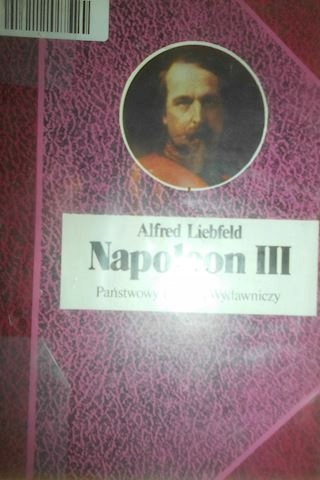 Alfred Liebfeld
Napoleon III
Państwowy Wydawniczy